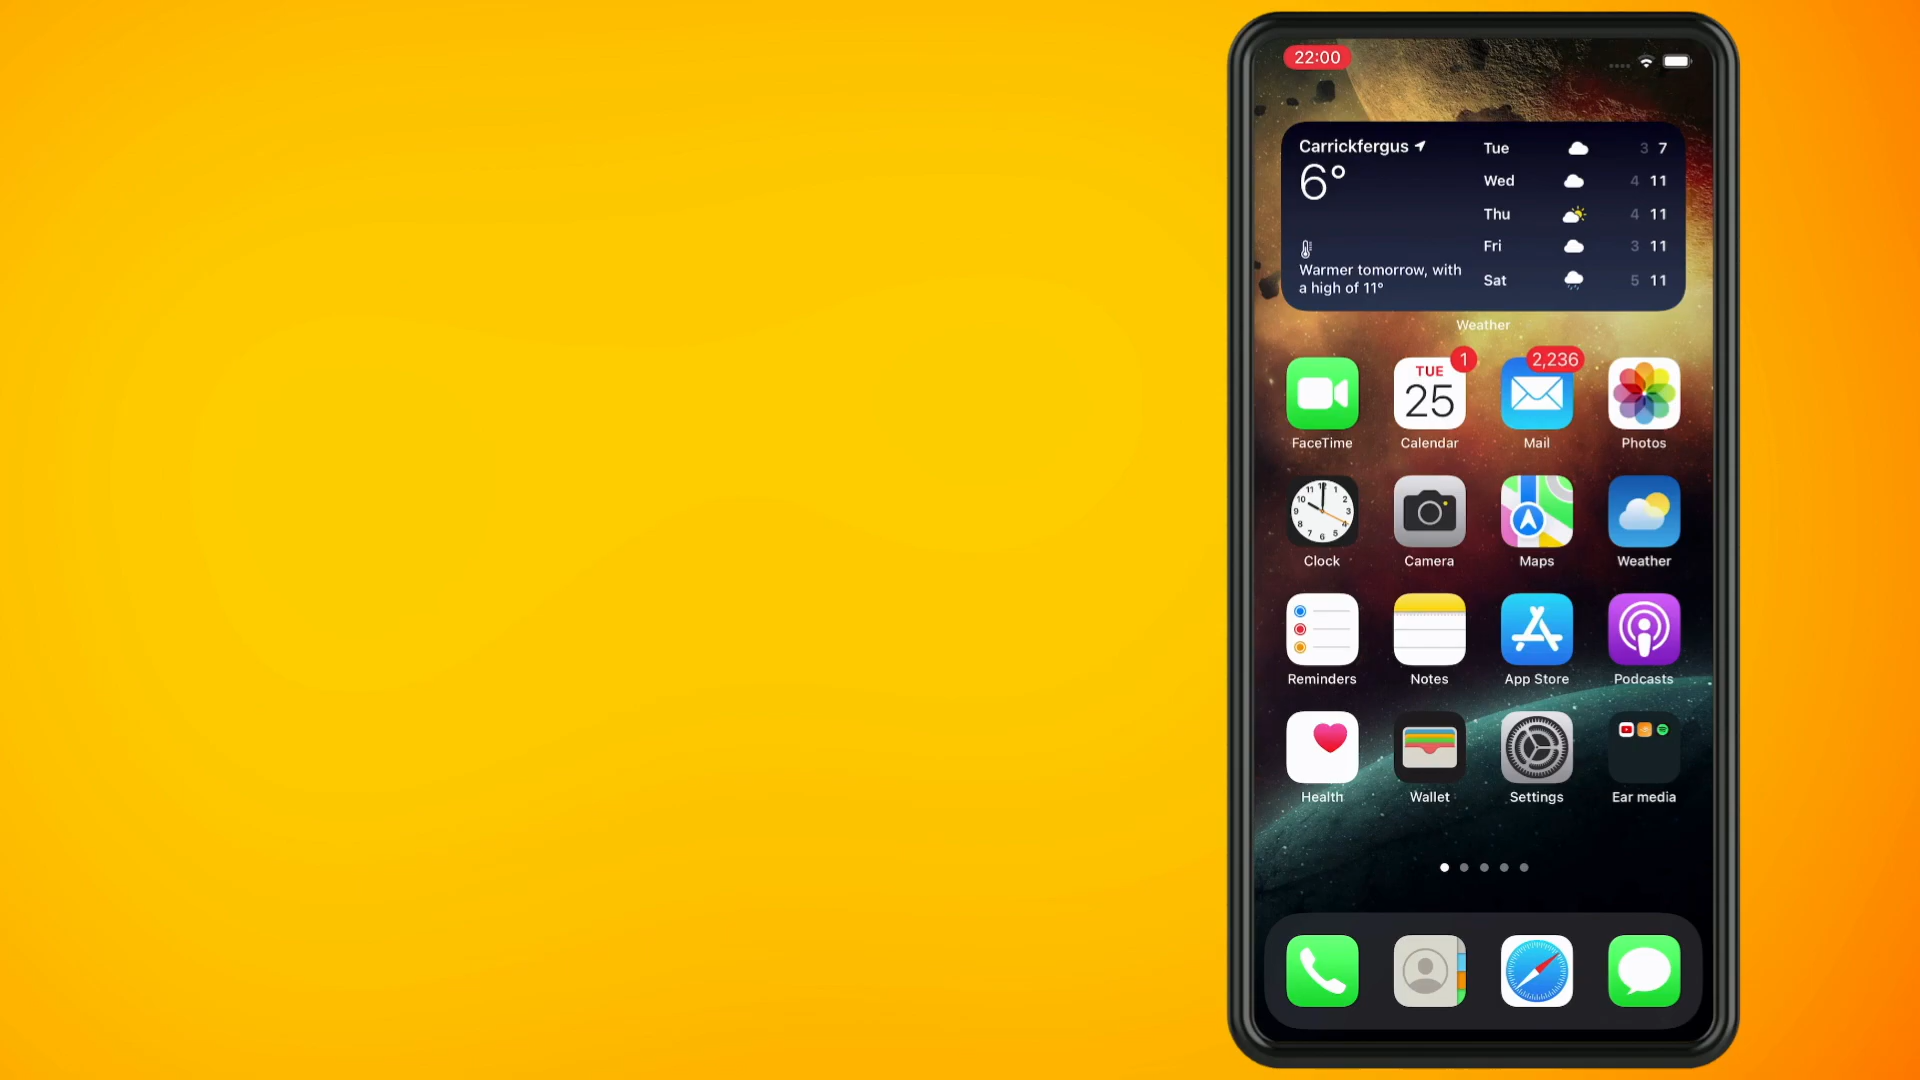 22:00
Carrickfergus
6°
Warmer tomorrow, with
a high of 11°
Tue 3 7
Wed 4 11
Thu 4 11
Fri 3 11
Sat 5 11
Weather
1
2,236
TUE
25
FaceTime Calendar Mail Photos
Clock Camera Maps Weather
Reminders Notes App Store Podcasts
Health Wallet Settings Ear media